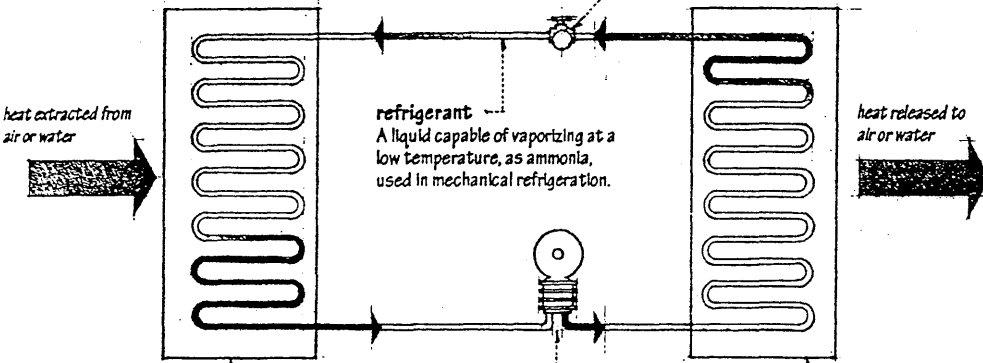 heat extracted from
air or water
refrigerant
A liquid capable of vaporizing at a
low temperature, as ammonia,
used in mechanical refrigeration.
heat released to
air or water